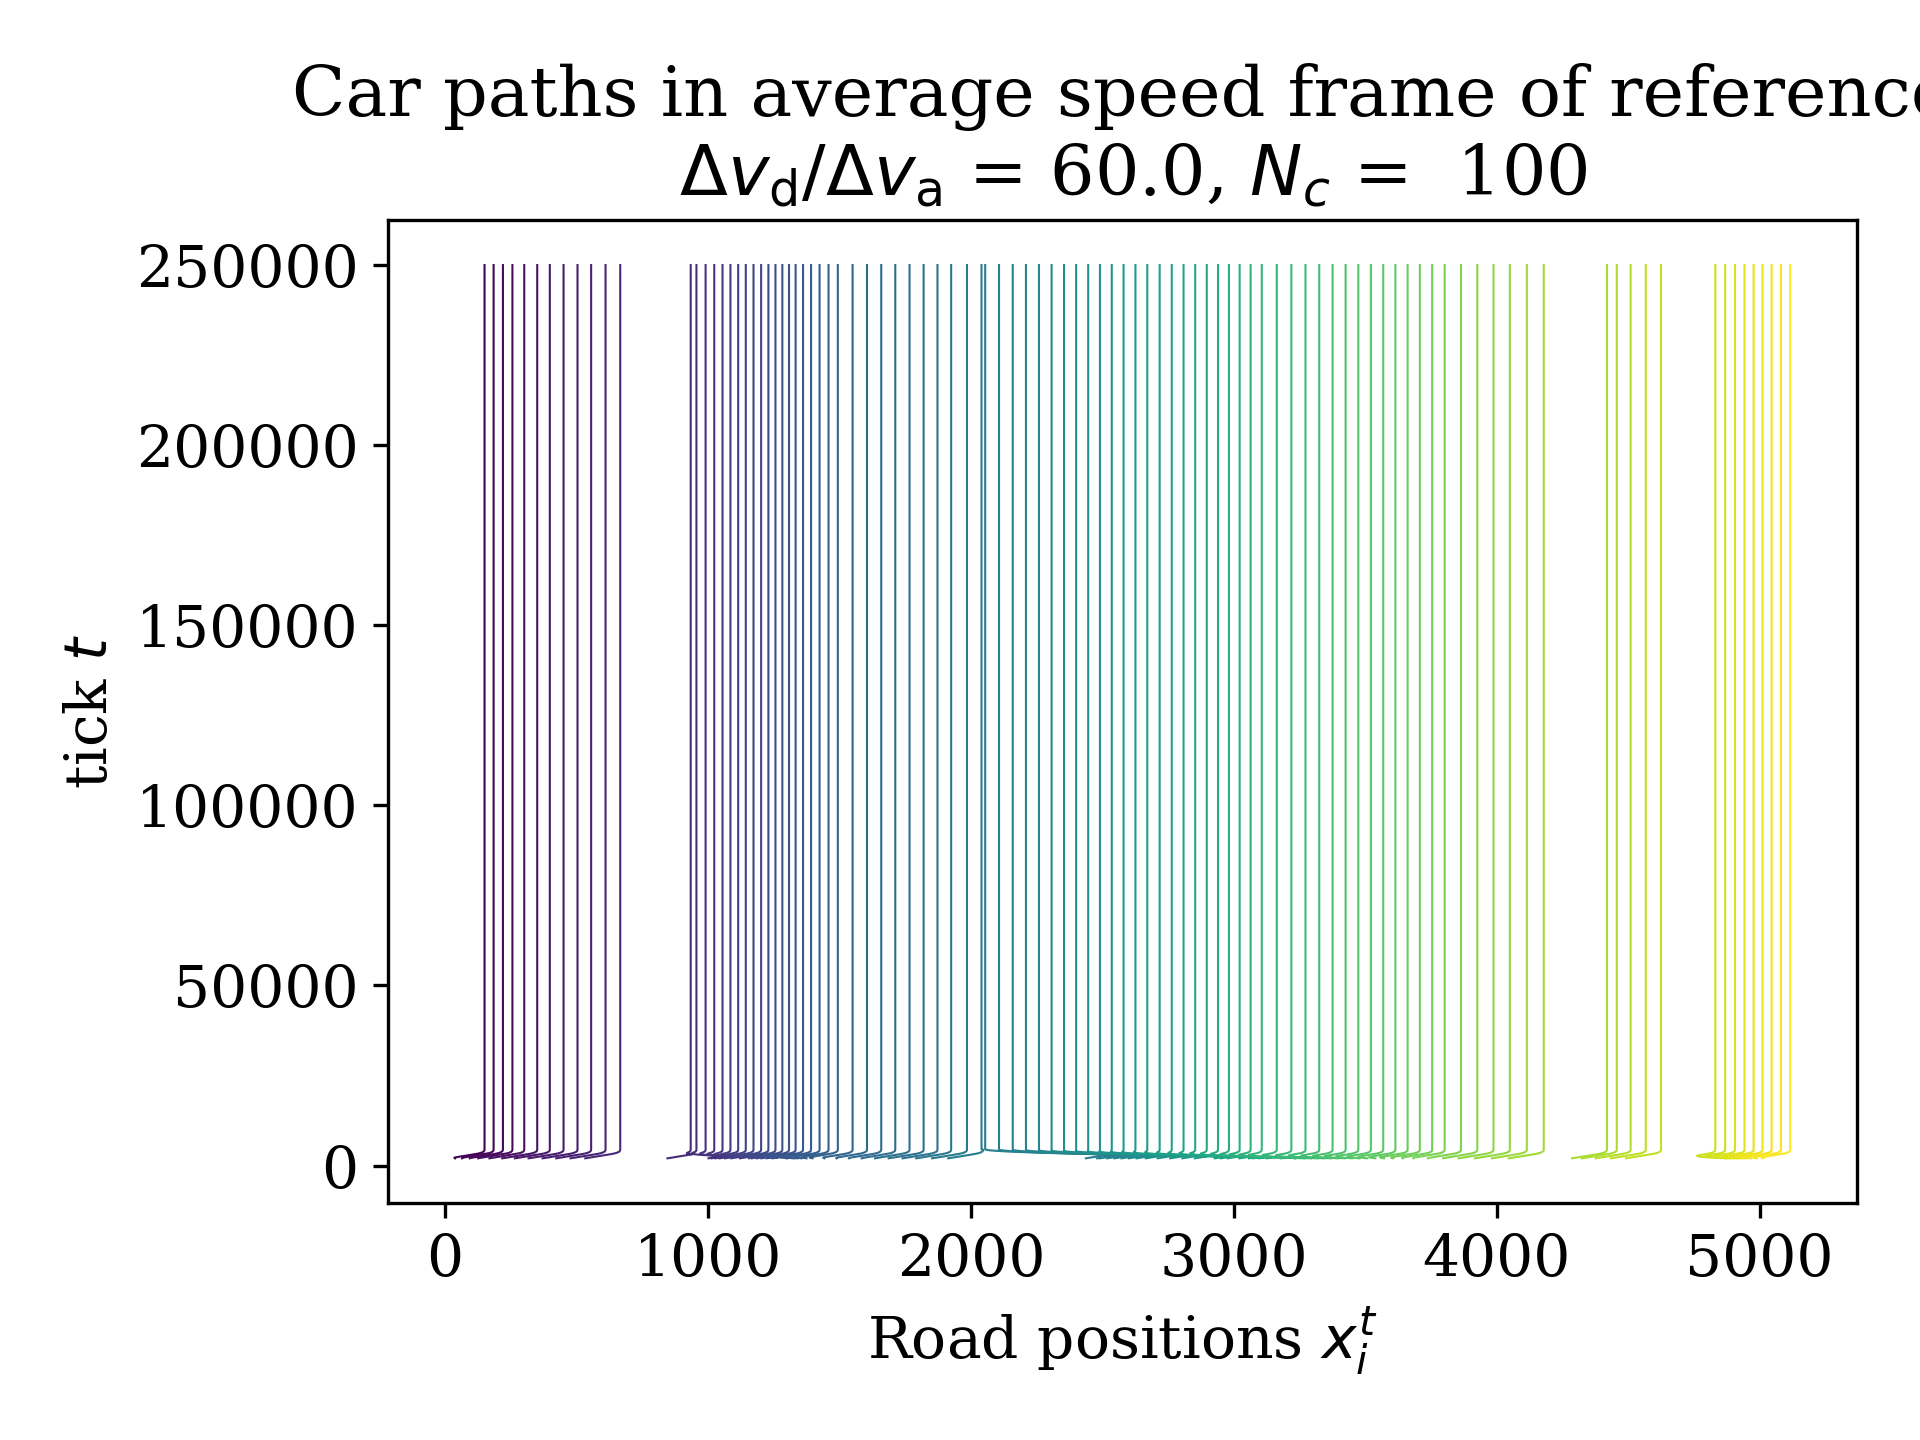 Car paths in average speed frame of reference
Δv_d/Δv_a = 60.0, N_c = 100
250000
200000
150000
100000
50000
0
tick t
0 1000 2000 3000 4000 5000
Road positions x_i^t